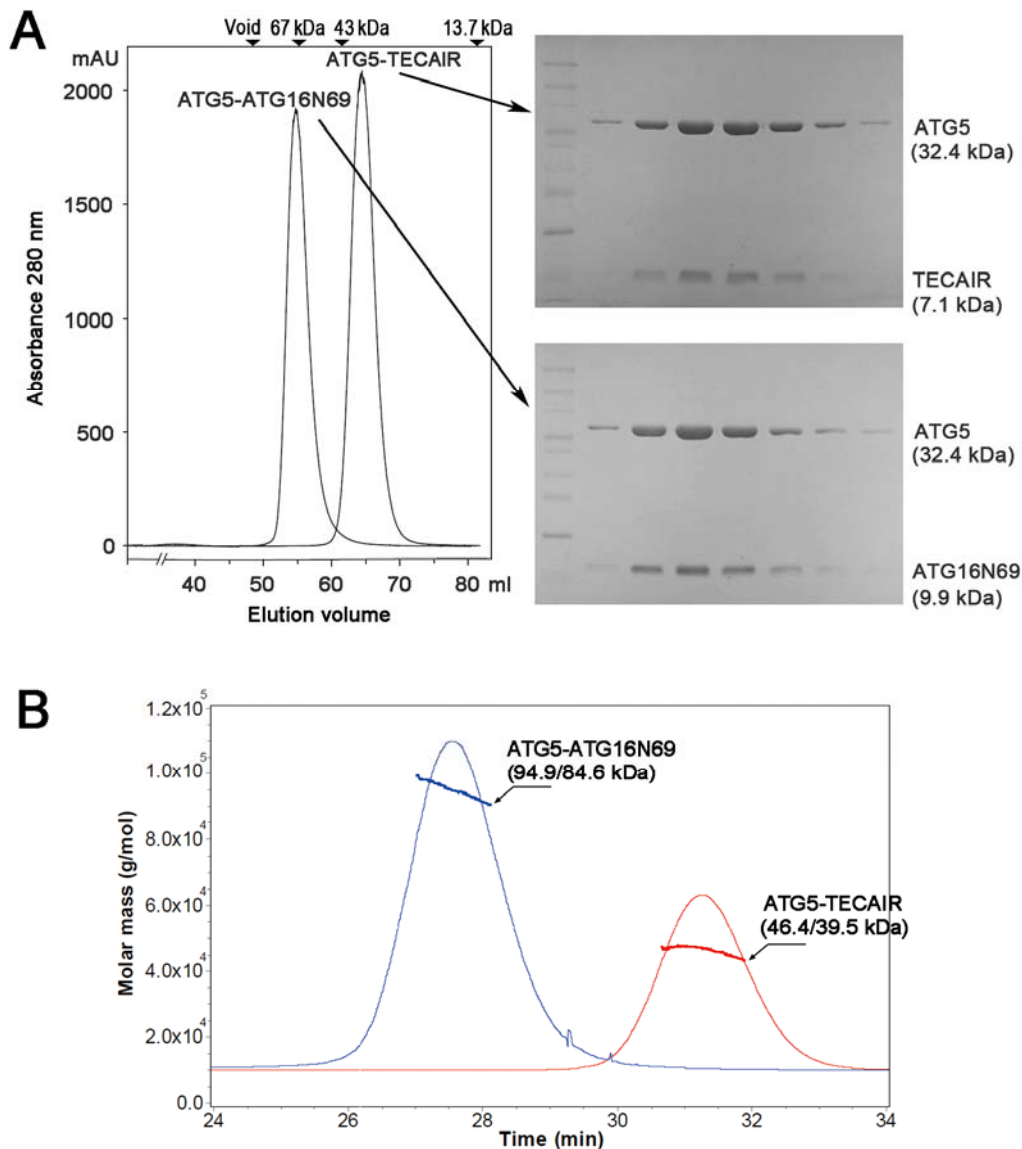 A
Void 67 kDa 43 kDa 13.7 kDa
mAU
ATG5-TECAIR
ATG5-ATG16N69
2000
1500
1000
500
0
Absorbance 280 nm
40 50 60 70 80 ml
Elution volume
ATG5
(32.4 kDa)
TECAIR
(7.1 kDa)
ATG5
(32.4 kDa)
ATG16N69
(9.9 kDa)
B
1.2x10 5
1.0x10 5
8.0x10 4
6.0x10 4
4.0x10 4
2.0x10 4
0.0
Molar mass (g/mol)
ATG5-ATG16N69
(94.9/84.6 kDa)
ATG5-TECAIR
(46.4/39.5 kDa)
24 26 28 30 32 34
Time (min)